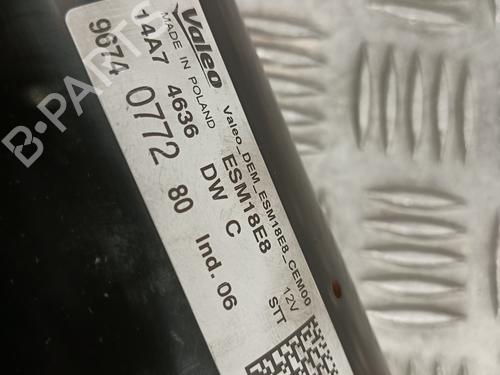 Valeo
MADE IN POLAND
Valeo_DEM_ESM18E8_CEM00
14A7 4636 DW C ESM18E8 12V
9674 0772 80 Ind. 06 STT
B-PARTS